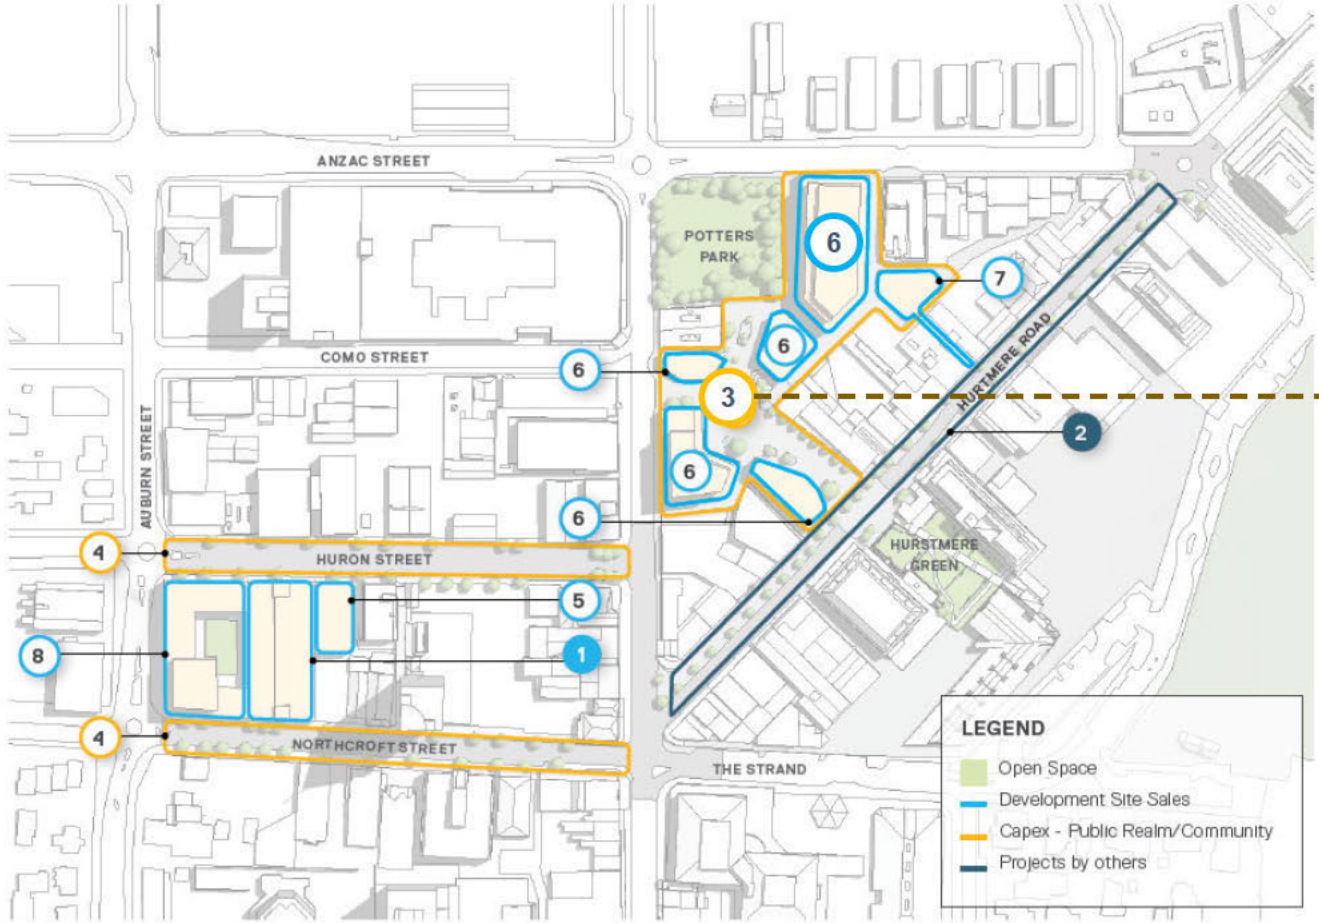 ANZAC STREET
POTTERS
PARK
6
7
6
COMO STREET
6
3
HURTMERE ROAD
2
AUBURN STREET
6
6
HURSTMERE
GREEN
4
HURON STREET
5
8
1
4
NORTHCROFT STREET
THE STRAND
LEGEND
Open Space
Development Site Sales
Capex - Public Realm/Community
Projects by others